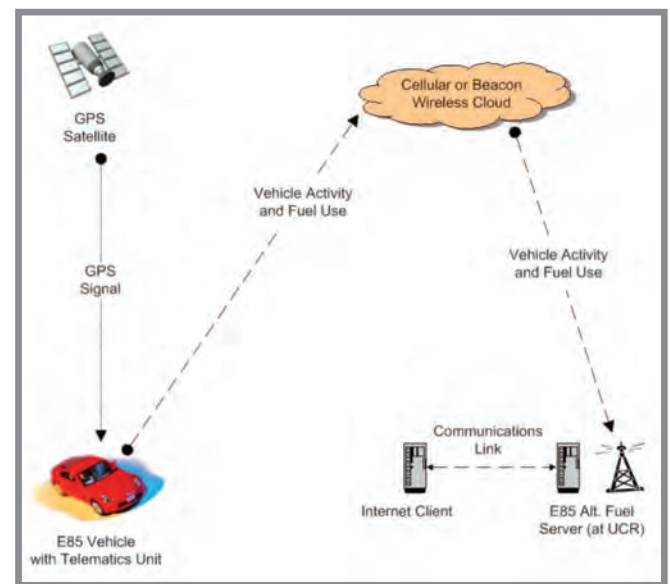 GPS
Satellite
Cellular or Beacon
Wireless Cloud
Vehicle Activity
and Fuel Use
GPS
Signal
Vehicle Activity
and Fuel Use
Communications
Link
Internet Client
E85 Alt. Fuel
Server (at UCR)
E85 Vehicle
with Telematics Unit